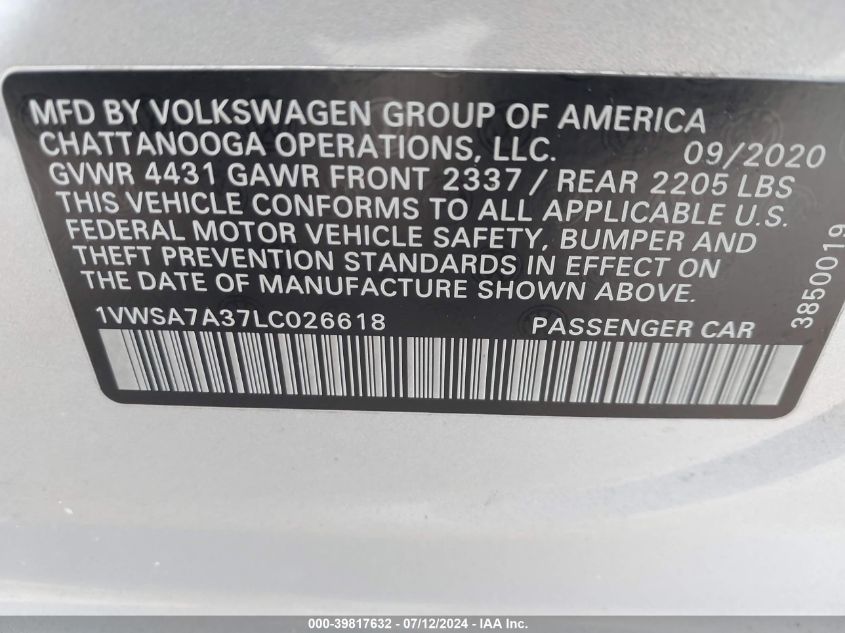 MFD BY VOLKSWAGEN GROUP OF AMERICA
CHATTANOOGA OPERATIONS, LLC. 09/2020
GVWR 4431 GAWR FRONT 2337 / REAR 2205 LBS
THIS VEHICLE CONFORMS TO ALL APPLICABLE U.S.
FEDERAL MOTOR VEHICLE SAFETY, BUMPER AND
THEFT PREVENTION STANDARDS IN EFFECT ON
THE DATE OF MANUFACTURE SHOWN ABOVE.
1VWSA7A37LC026618 PASSENGER CAR
3850019
000-39817632 - 07/12/2024 - IAA Inc.